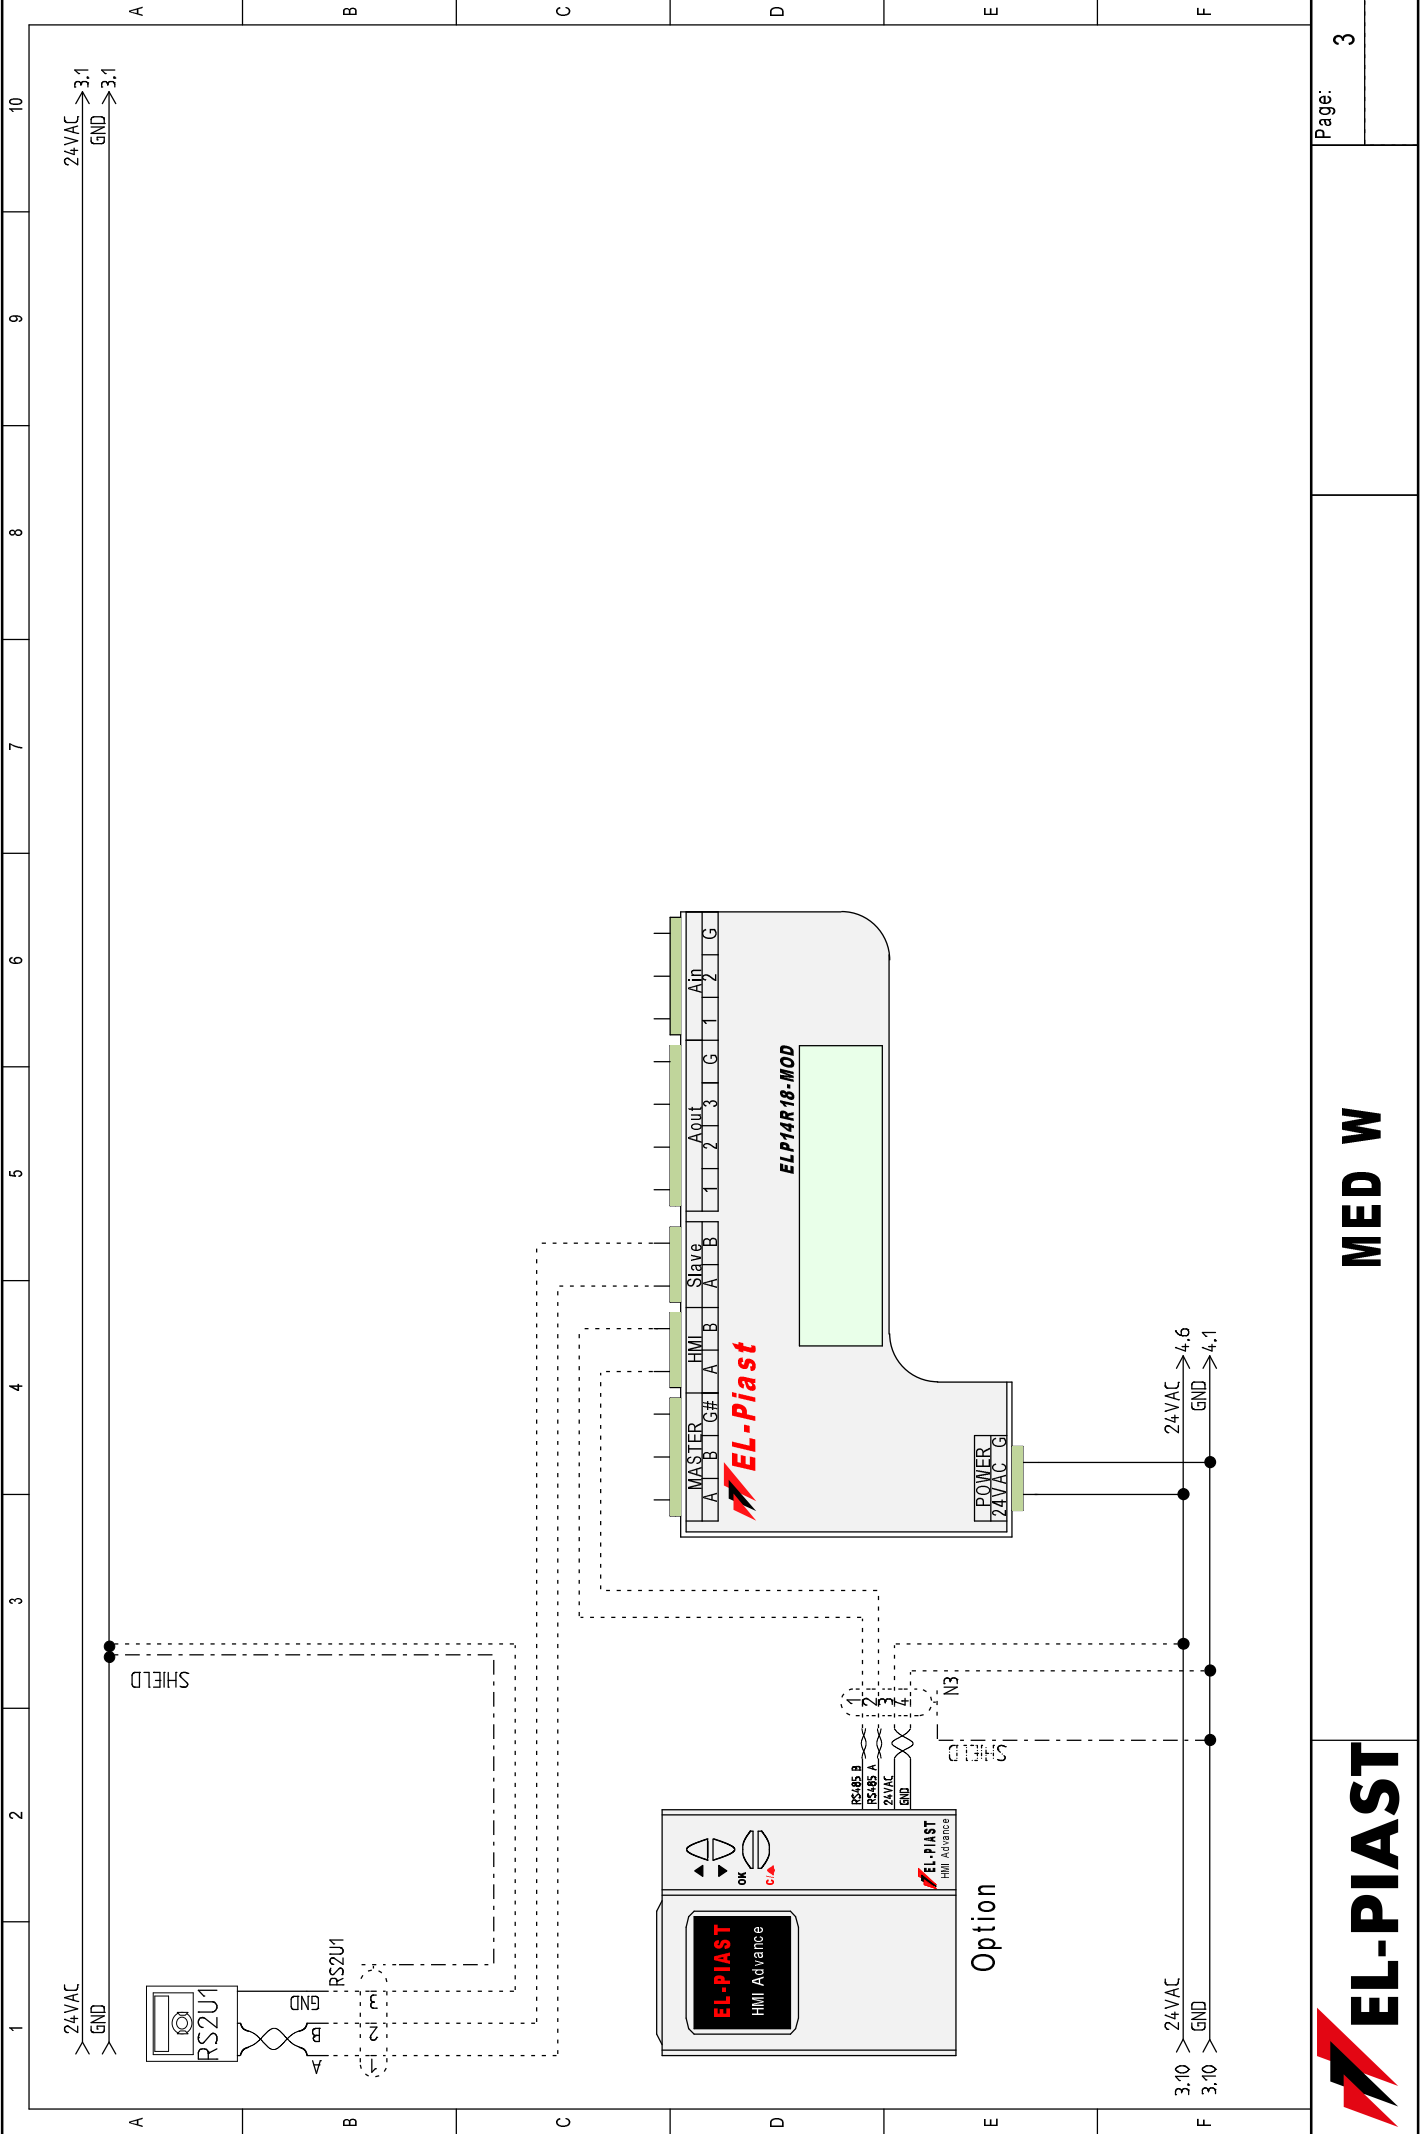 1 2 3 4 5 6 7 8 9 10
A
B
C
D
E
F
A
B
C
D
E
F
24VAC
GND
24VAC 3.1
GND 3.1
SHIELD
RS2U1
A
B
GND
RS2U1
1 2 3
MASTER HMI Slave Aout Ain
A B G# A B A B 1 2 3 G 1 2 G
EL-Piast
ELP14R18-MOD
POWER
24VAC G
EL-PIAST
HMI Advance
OK
C/
EL-PIAST
HMI Advance
RS485 B
RS485 A
24VAC
GND
1
2
3
4
N3
SHIELD
Option
3.10 24VAC
3.10 GND
24VAC 4.6
GND 4.1
EL-PIAST
MED W
Page:
3